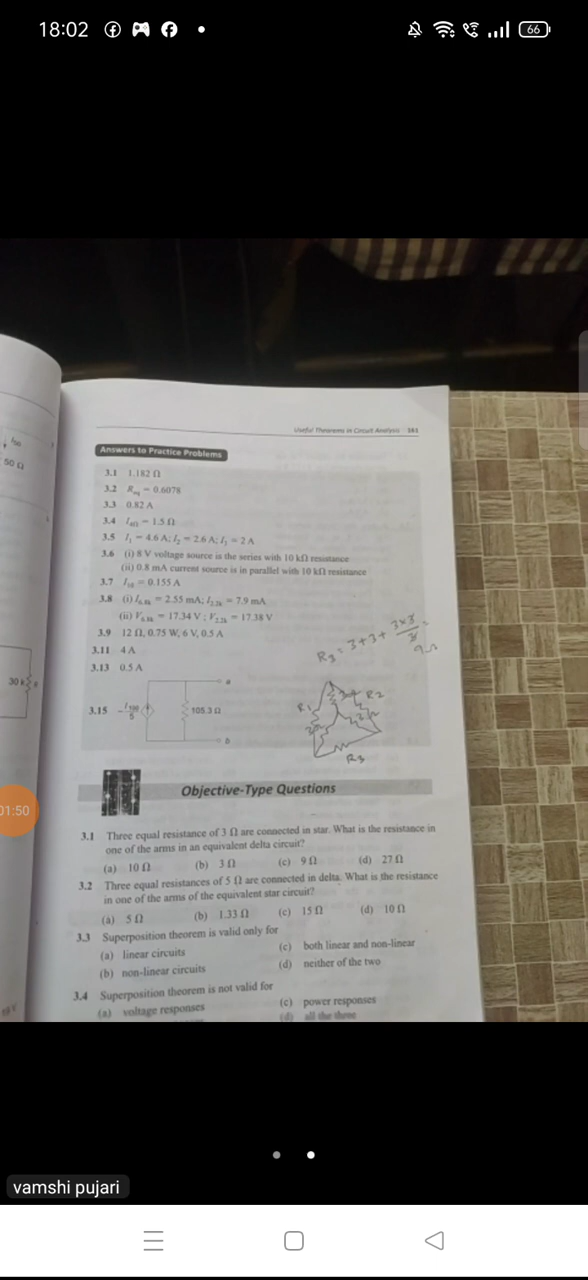 18:02
66
Useful Theorems in Circuit Analysis
Answers to Practice Problems
50 Ω
3.1 1.182 Ω
3.2 Req = 0.6078
3.3 0.82 A
3.4 I4Ω = 1.5 Ω
3.5 I1 = 4.6 A; I2 = 2.6 A; I3 = 2 A
3.6 (i) 8 V voltage source is the series with 10 kΩ resistance
(ii) 0.8 mA current source is in parallel with 10 kΩ resistance
3.7 I10 = 0.155 A
3.8 (i) = 2.55 mA; = 7.9 mA
(ii) = 17.34 V ; = 17.38 V
3.9 12 Ω, 0.75 W, 6 V, 0.5 A
R3 = 3+3+ 3×3/3 =
9Ω
3.11 4 A
3.13 0.5 A
30 k
a
R1
R2
3.15
105.3 Ω
b
R3
01:50
Objective-Type Questions
3.1 Three equal resistance of 3 Ω are connected in star. What is the resistance in
one of the arms in an equivalent delta circuit?
(a) 10 Ω (b) 3 Ω (c) 9 Ω (d) 27 Ω
3.2 Three equal resistances of 5 Ω are connected in delta. What is the resistance
in one of the arms of the equivalent star circuit?
(a) 5 Ω (b) 1.33 Ω (c) 15 Ω (d) 10 Ω
3.3 Superposition theorem is valid only for
(a) linear circuits (c) both linear and non-linear
(b) non-linear circuits (d) neither of the two
3.4 Superposition theorem is not valid for
(a) voltage responses (c) power responses
(d) all the three
vamshi pujari